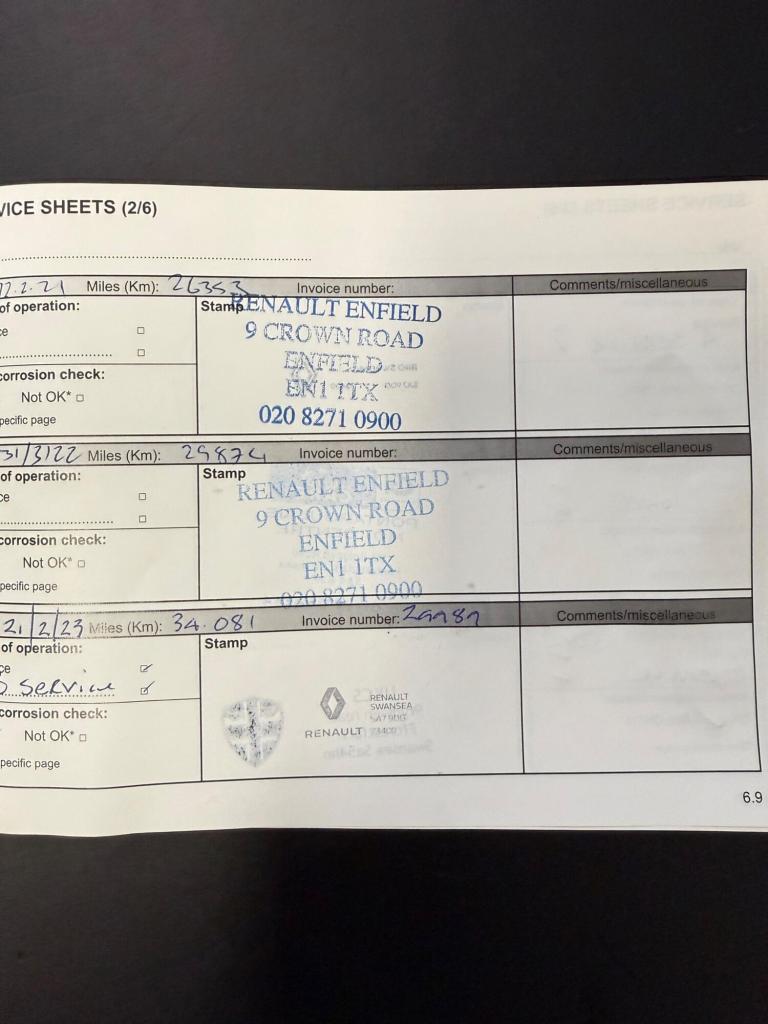 VICE SHEETS (2/6)
22.2.21 Miles (Km): 26353 Invoice number: Comments/miscellaneous
of operation: Stamp
ce
corrosion check:
Not OK*
pecific page
RENAULT ENFIELD
9 CROWN ROAD
ENFIELD
EN1 1TX
020 8271 0900
31/3/22 Miles (Km): 29874 Invoice number: Comments/miscellaneous
of operation: Stamp
ce
corrosion check:
Not OK*
pecific page
RENAULT ENFIELD
9 CROWN ROAD
ENFIELD
EN1 1TX
020 8271 0900
21/2/23 Miles (Km): 34.081 Invoice number: Comments/miscellaneous
of operation: Stamp
ce
Service
corrosion check:
Not OK*
pecific page
RENAULT
RENAULT
SWANSEA
6.9